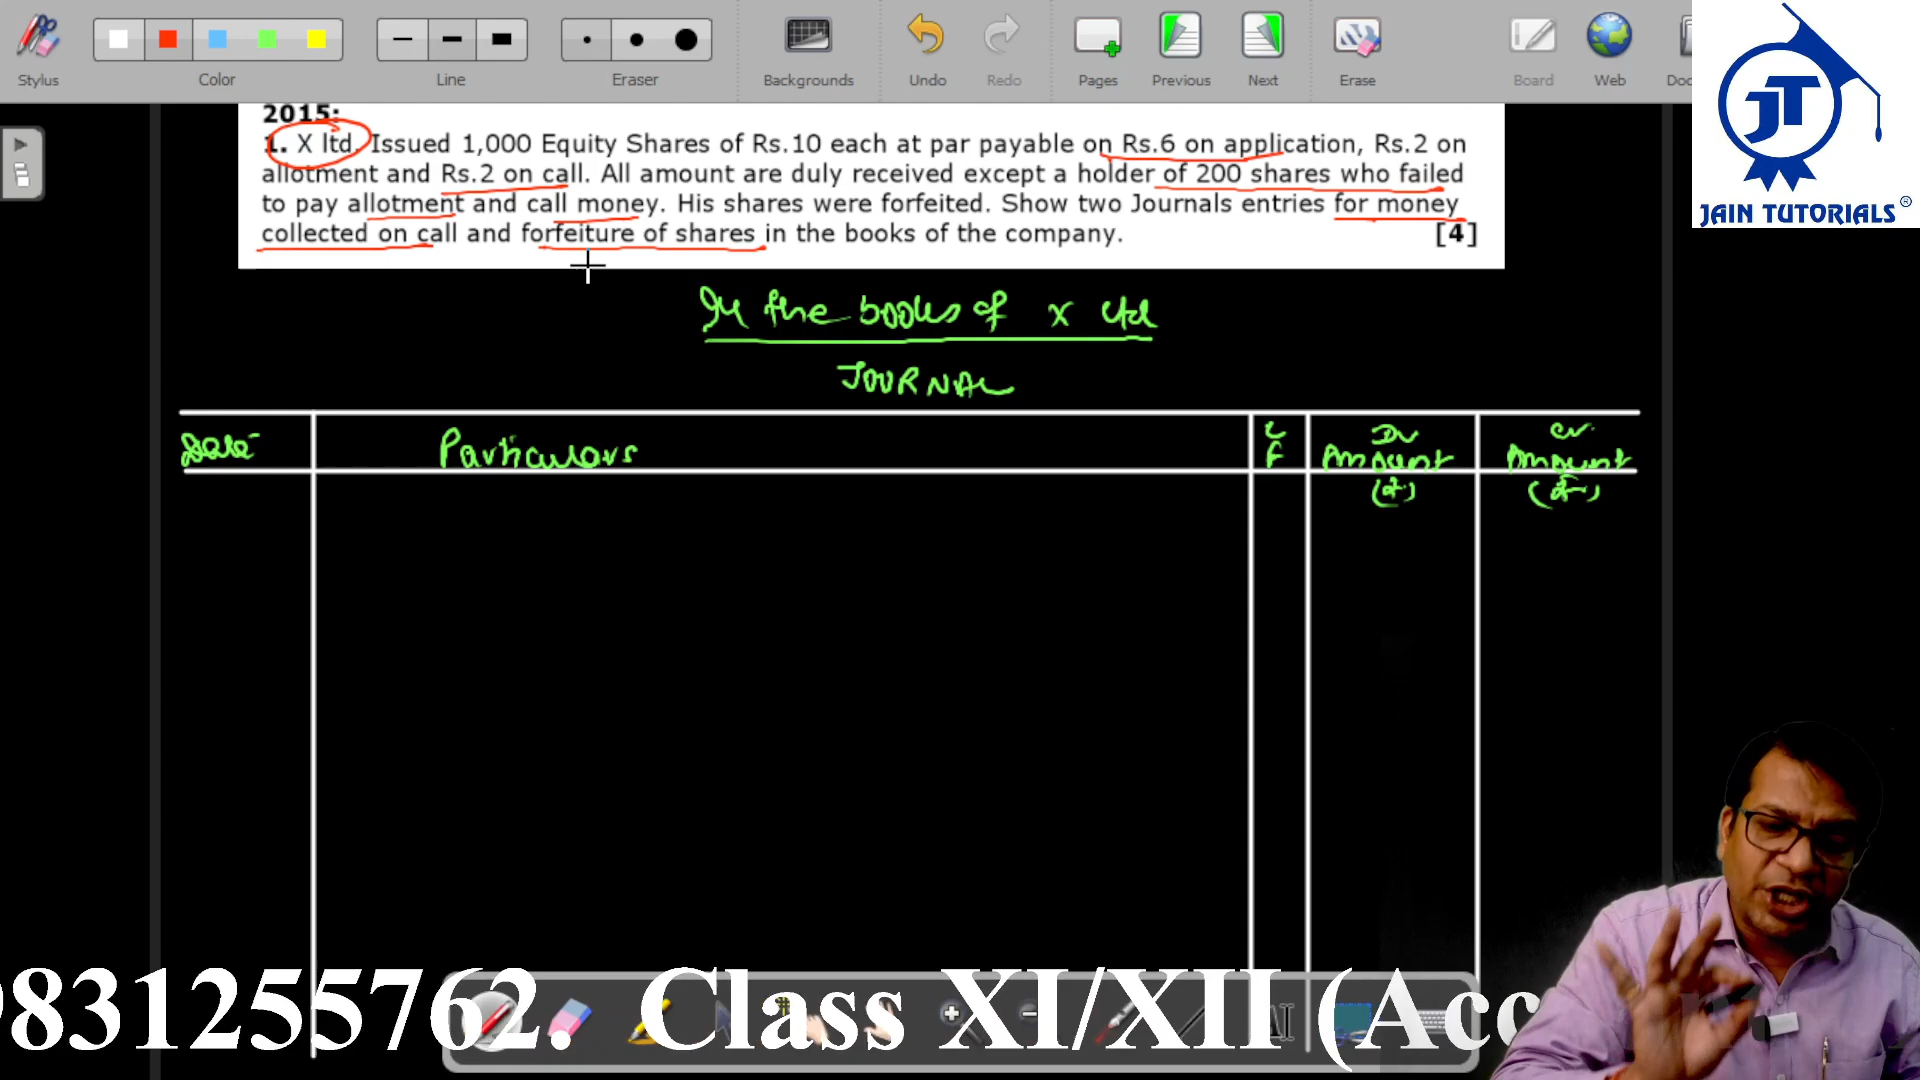 Stylus
Color
Line
Eraser
Backgrounds
Undo
Redo
Pages
Previous
Next
Erase
Board
Web
Doc
JT
JAIN TUTORIALS®
2015:
1. X ltd. Issued 1,000 Equity Shares of Rs.10 each at par payable on Rs.6 on application, Rs.2 on
allotment and Rs.2 on call. All amount are duly received except a holder of 200 shares who failed
to pay allotment and call money. His shares were forfeited. Show two Journals entries for money
collected on call and forfeiture of shares in the books of the company. [4]
In the books of X Ltd
JOURNAL
Date Particulars L F Dr Amount (₹) Cr. Amount (₹)
9831255762. Class XI/XII (Acc